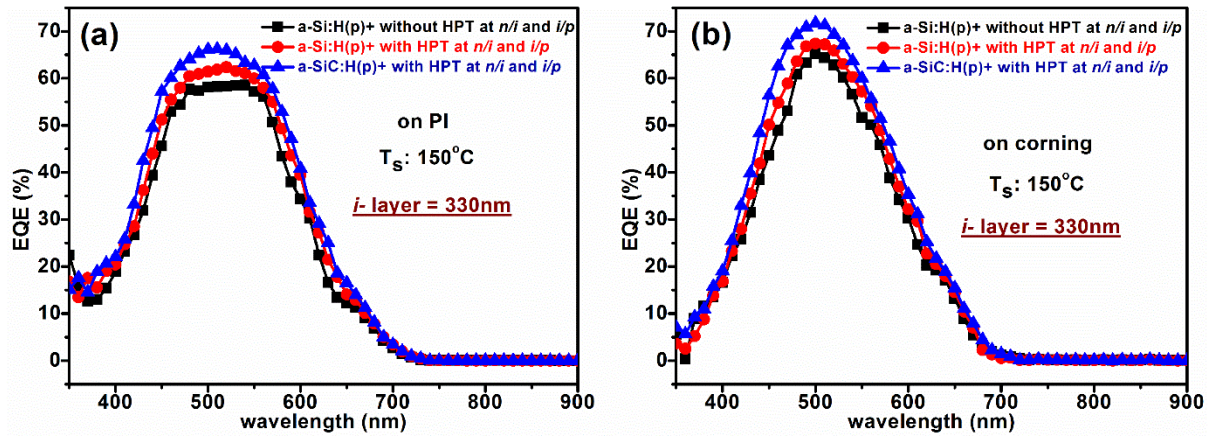 (a)
a-Si:H(p)+ without HPT at n/i and i/p
a-Si:H(p)+ with HPT at n/i and i/p
a-SiC:H(p)+ with HPT at n/i and i/p
on PI
Ts: 150°C
i- layer = 330nm
EQE (%)
70
60
50
40
30
20
10
0
400
500
600
700
800
900
wavelength (nm)
(b)
a-Si:H(p)+ without HPT at n/i and i/p
a-Si:H(p)+ with HPT at n/i and i/p
a-SiC:H(p)+ with HPT at n/i and i/p
on corning
Ts: 150°C
i- layer = 330nm
EQE (%)
70
60
50
40
30
20
10
0
400
500
600
700
800
900
wavelength (nm)